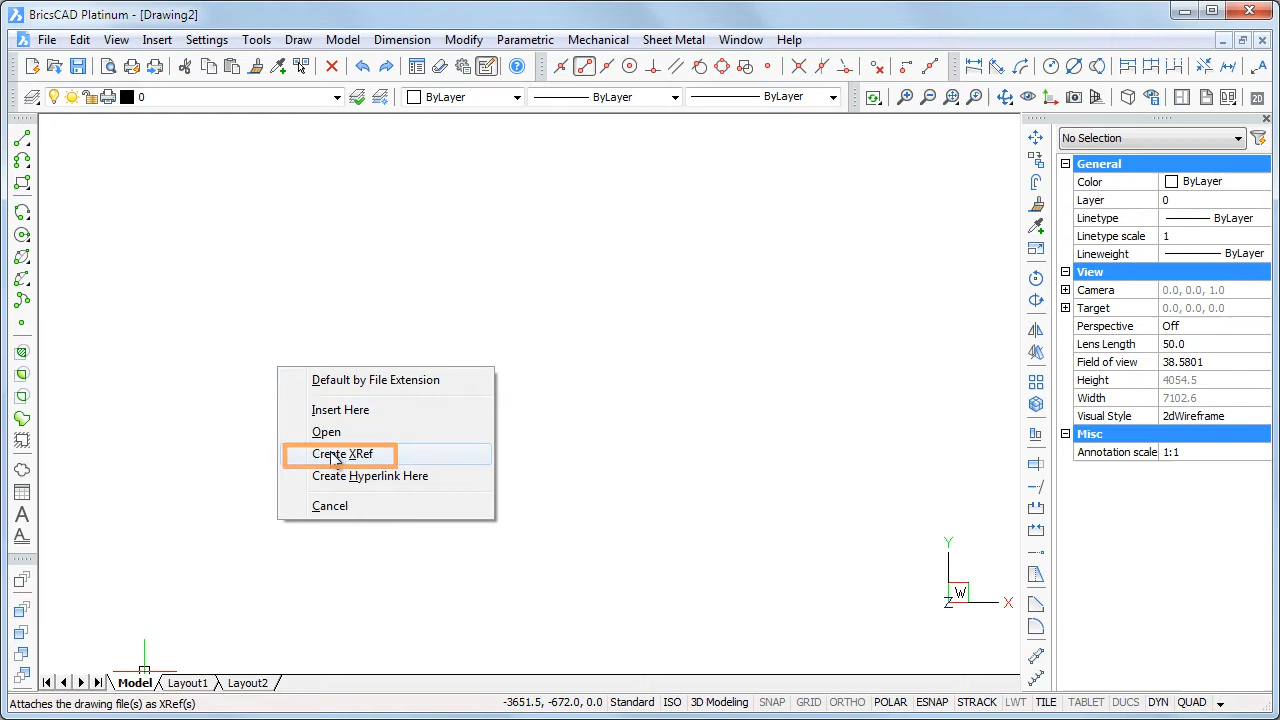 BricsCAD Platinum - [Drawing2]
File Edit View Insert Settings Tools Draw Model Dimension Modify Parametric Mechanical Sheet Metal Window Help
0 ByLayer ByLayer ByLayer
2D
No Selection
General
Color ByLayer
Layer 0
Linetype ByLayer
Linetype scale 1
Lineweight ByLayer
View
Camera 0.0, 0.0, 1.0
Target 0.0, 0.0, 0.0
Perspective Off
Lens Length 50.0
Field of view 38.5801
Height 4054.5
Width 7102.6
Visual Style 2dWireframe
Misc
Annotation scale 1:1
Default by File Extension
Insert Here
Open
Create XRef
Create Hyperlink Here
Cancel
Y
W
Z X
Model Layout1 Layout2
Attaches the drawing file(s) as XRef(s) -3651.5, -672.0, 0.0 Standard ISO 3D Modeling SNAP GRID ORTHO POLAR ESNAP STRACK LWT TILE TABLET DUCS DYN QUAD